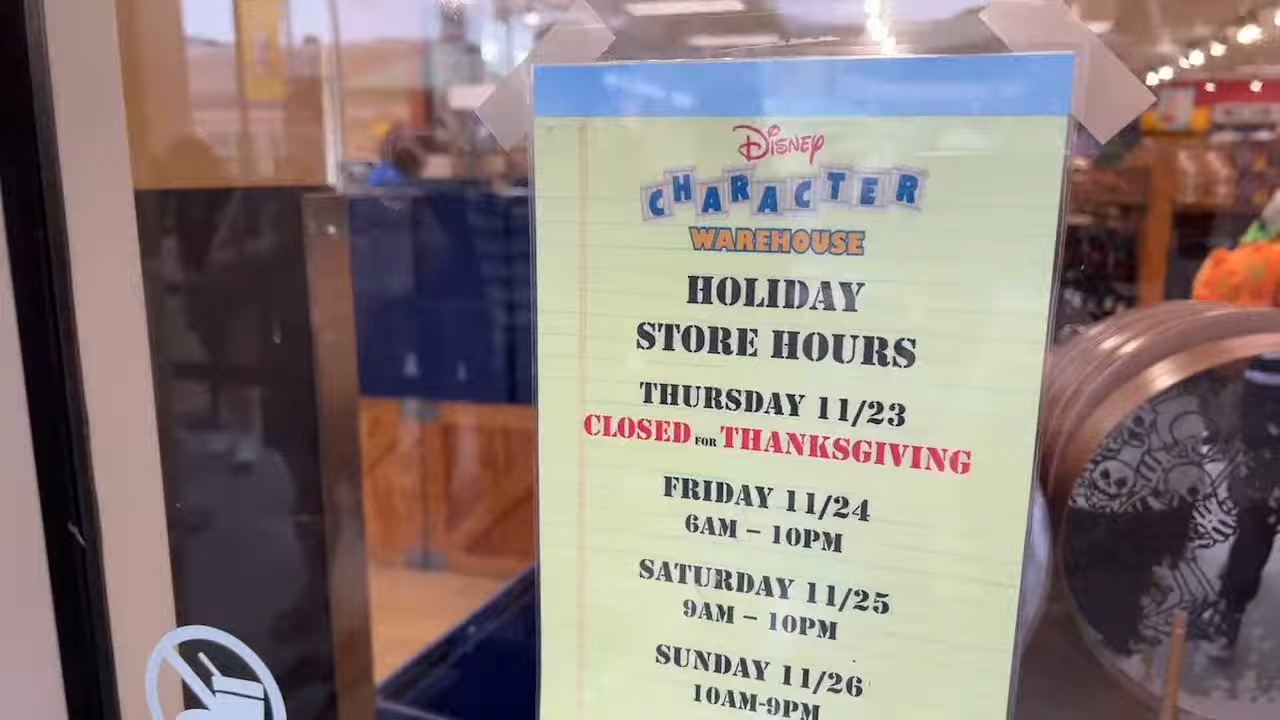 Disney
CHARACTER
WAREHOUSE
HOLIDAY
STORE HOURS
THURSDAY 11/23
CLOSED FOR THANKSGIVING
FRIDAY 11/24
6AM – 10PM
SATURDAY 11/25
9AM – 10PM
SUNDAY 11/26
10AM-9PM